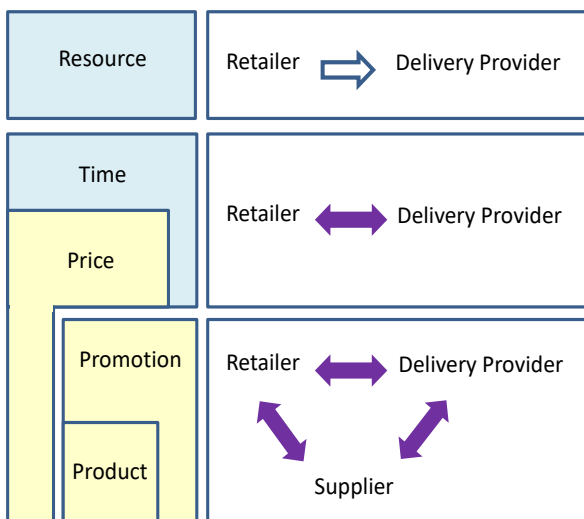 Resource
Retailer Delivery Provider
Time
Retailer Delivery Provider
Price
Promotion
Retailer Delivery Provider
Product
Supplier